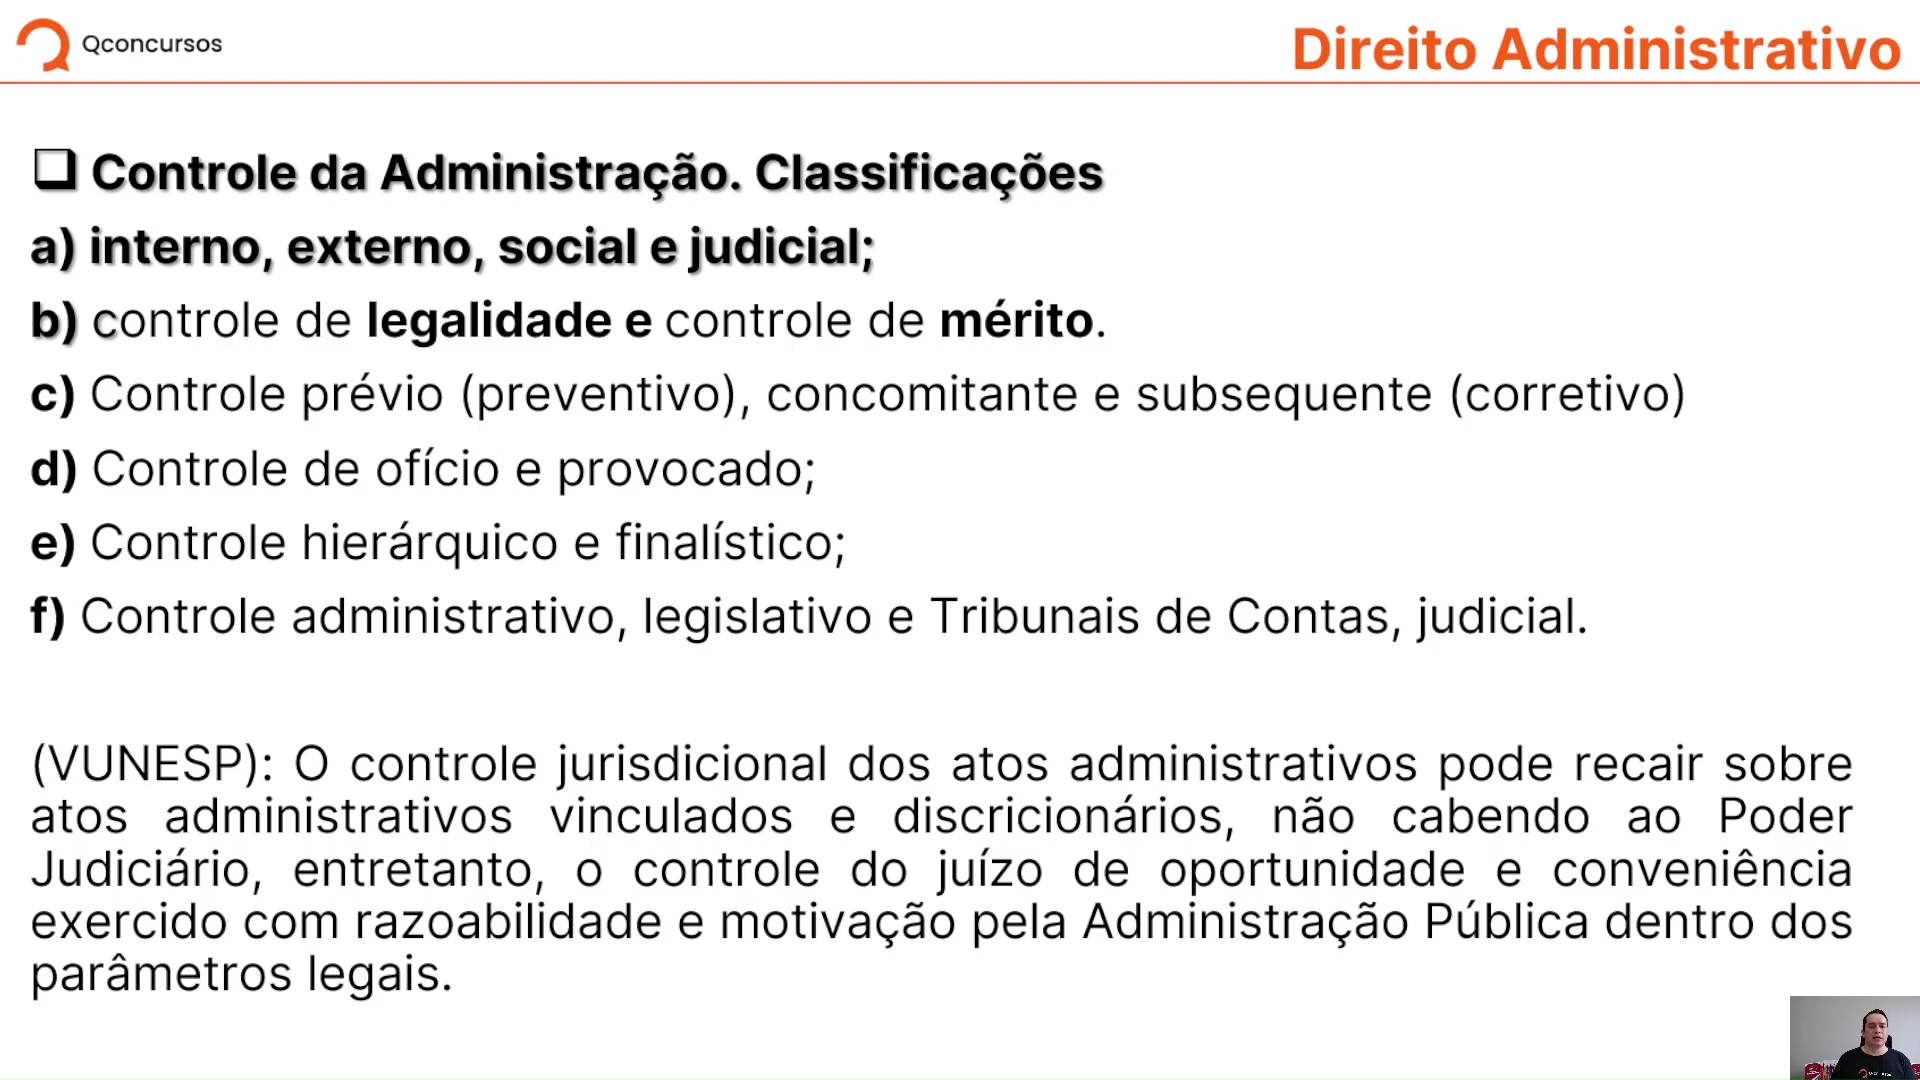 Qconcursos
Direito Administrativo
❑ Controle da Administração. Classificações
a) interno, externo, social e judicial;
b) controle de legalidade e controle de mérito.
c) Controle prévio (preventivo), concomitante e subsequente (corretivo)
d) Controle de ofício e provocado;
e) Controle hierárquico e finalístico;
f) Controle administrativo, legislativo e Tribunais de Contas, judicial.
(VUNESP): O controle jurisdicional dos atos administrativos pode recair sobre
atos administrativos vinculados e discricionários, não cabendo ao Poder
Judiciário, entretanto, o controle do juízo de oportunidade e conveniência
exercido com razoabilidade e motivação pela Administração Pública dentro dos
parâmetros legais.